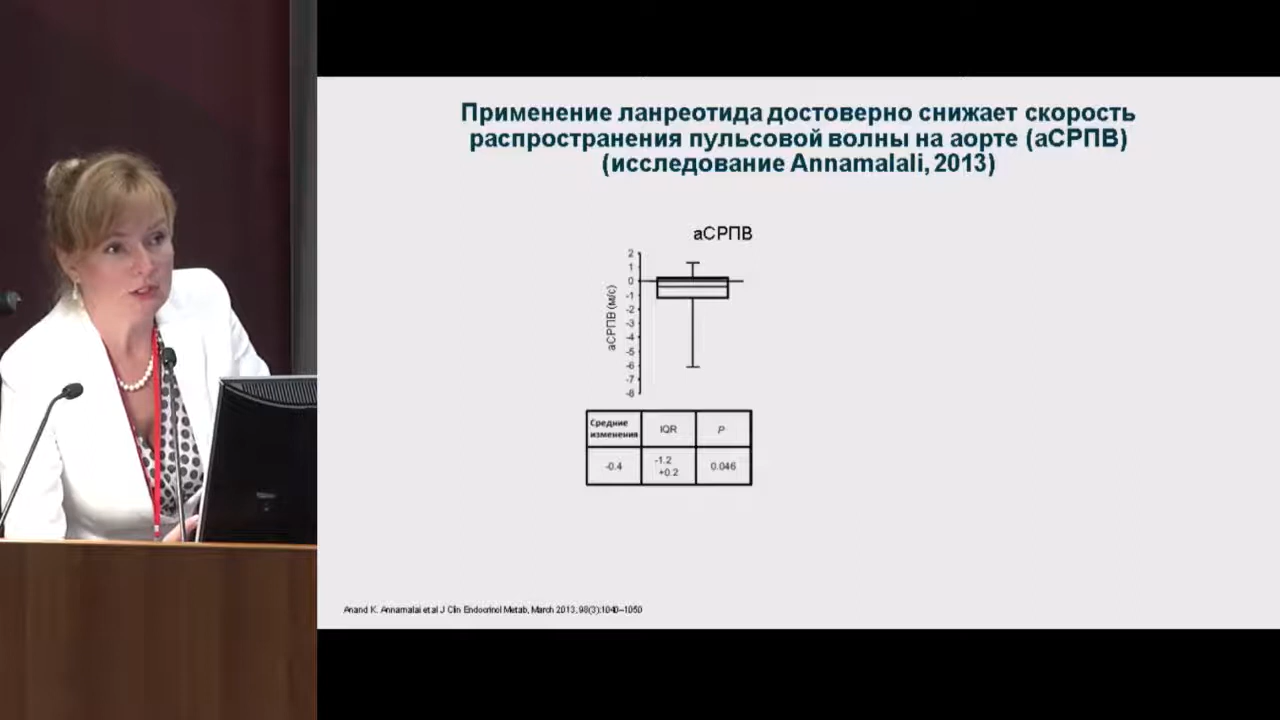 Применение ланреотида достоверно снижает скорость
распространения пульсовой волны на аорте (аСРПВ)
(исследование Annamalali, 2013)
аСРПВ
аСРПВ (м/с)
2
1
0
-1
-2
-3
-4
-5
-6
-7
-8
Средние изменения
IQR
P
-0.4
-1.2
+0.2
0.046
Anand K. Annamalai et al J Clin Endocrinol Metab, March 2013, 98(3):1040–1050